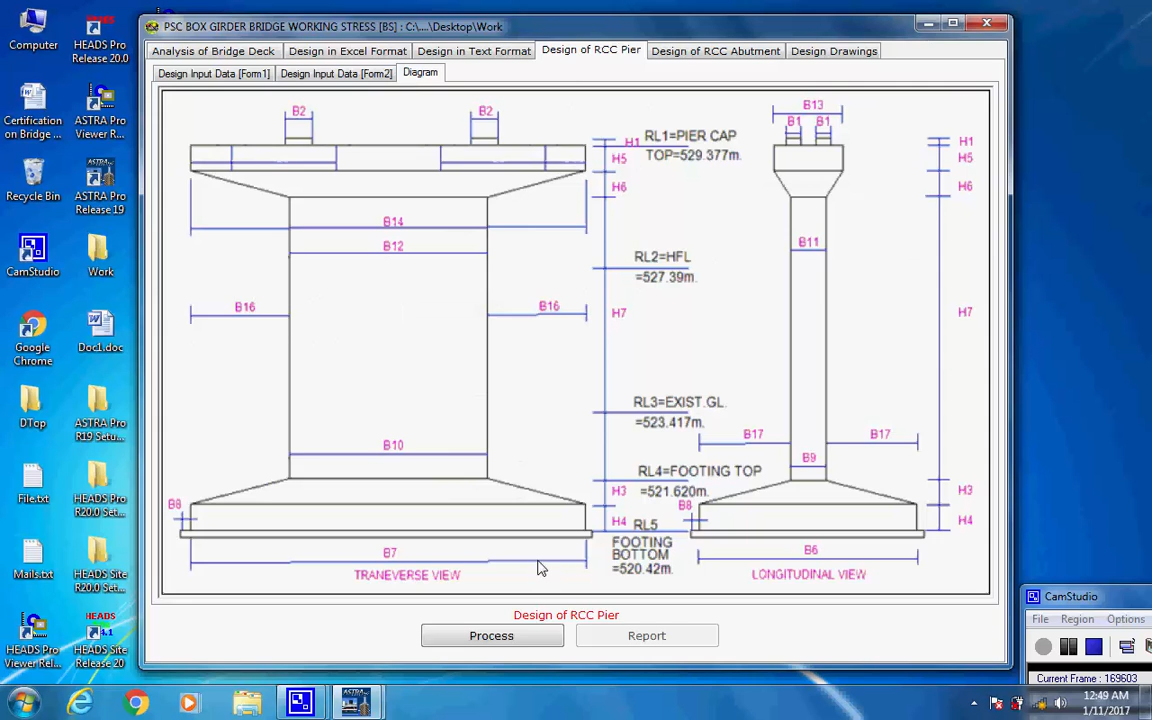 PSC BOX GIRDER BRIDGE WORKING STRESS [BS] : C:\....\Desktop\Work
Analysis of Bridge Deck
Design in Excel Format
Design in Text Format
Design of RCC Pier
Design of RCC Abutment
Design Drawings
Design Input Data [Form1]
Design Input Data [Form2]
Diagram
B2
B2
B14
B12
B16
B16
B10
B8
B7
TRANEVERSE VIEW
H1
H5
H6
H7
H3
H4
RL1=PIER CAP
TOP=529.377m.
RL2=HFL
=527.39m.
RL3=EXIST.GL.
=523.417m.
RL4=FOOTING TOP
=521.620m.
RL5
FOOTING
BOTTOM
=520.42m.
B13
B1
B1
B11
B17
B17
B9
B8
B6
LONGITUDINAL VIEW
H1
H5
H6
H7
H3
H4
Design of RCC Pier
Process
Report
Computer
HEADS Pro
Release 20.0
Certification
on Bridge ...
ASTRA Pro
Viewer R...
Recycle Bin
ASTRA Pro
Release 19
CamStudio
Work
Google
Chrome
Doc1.doc
DTop
ASTRA Pro
R19 Setu...
File.txt
HEADS Pro
R20.0 Set...
Mails.txt
HEADS Site
R20.0 Set...
HEADS Pro
Viewer Rel...
HEADS Site
Release 20
CamStudio
File
Region
Options
Current Frame : 169603
12:49 AM
1/11/2017